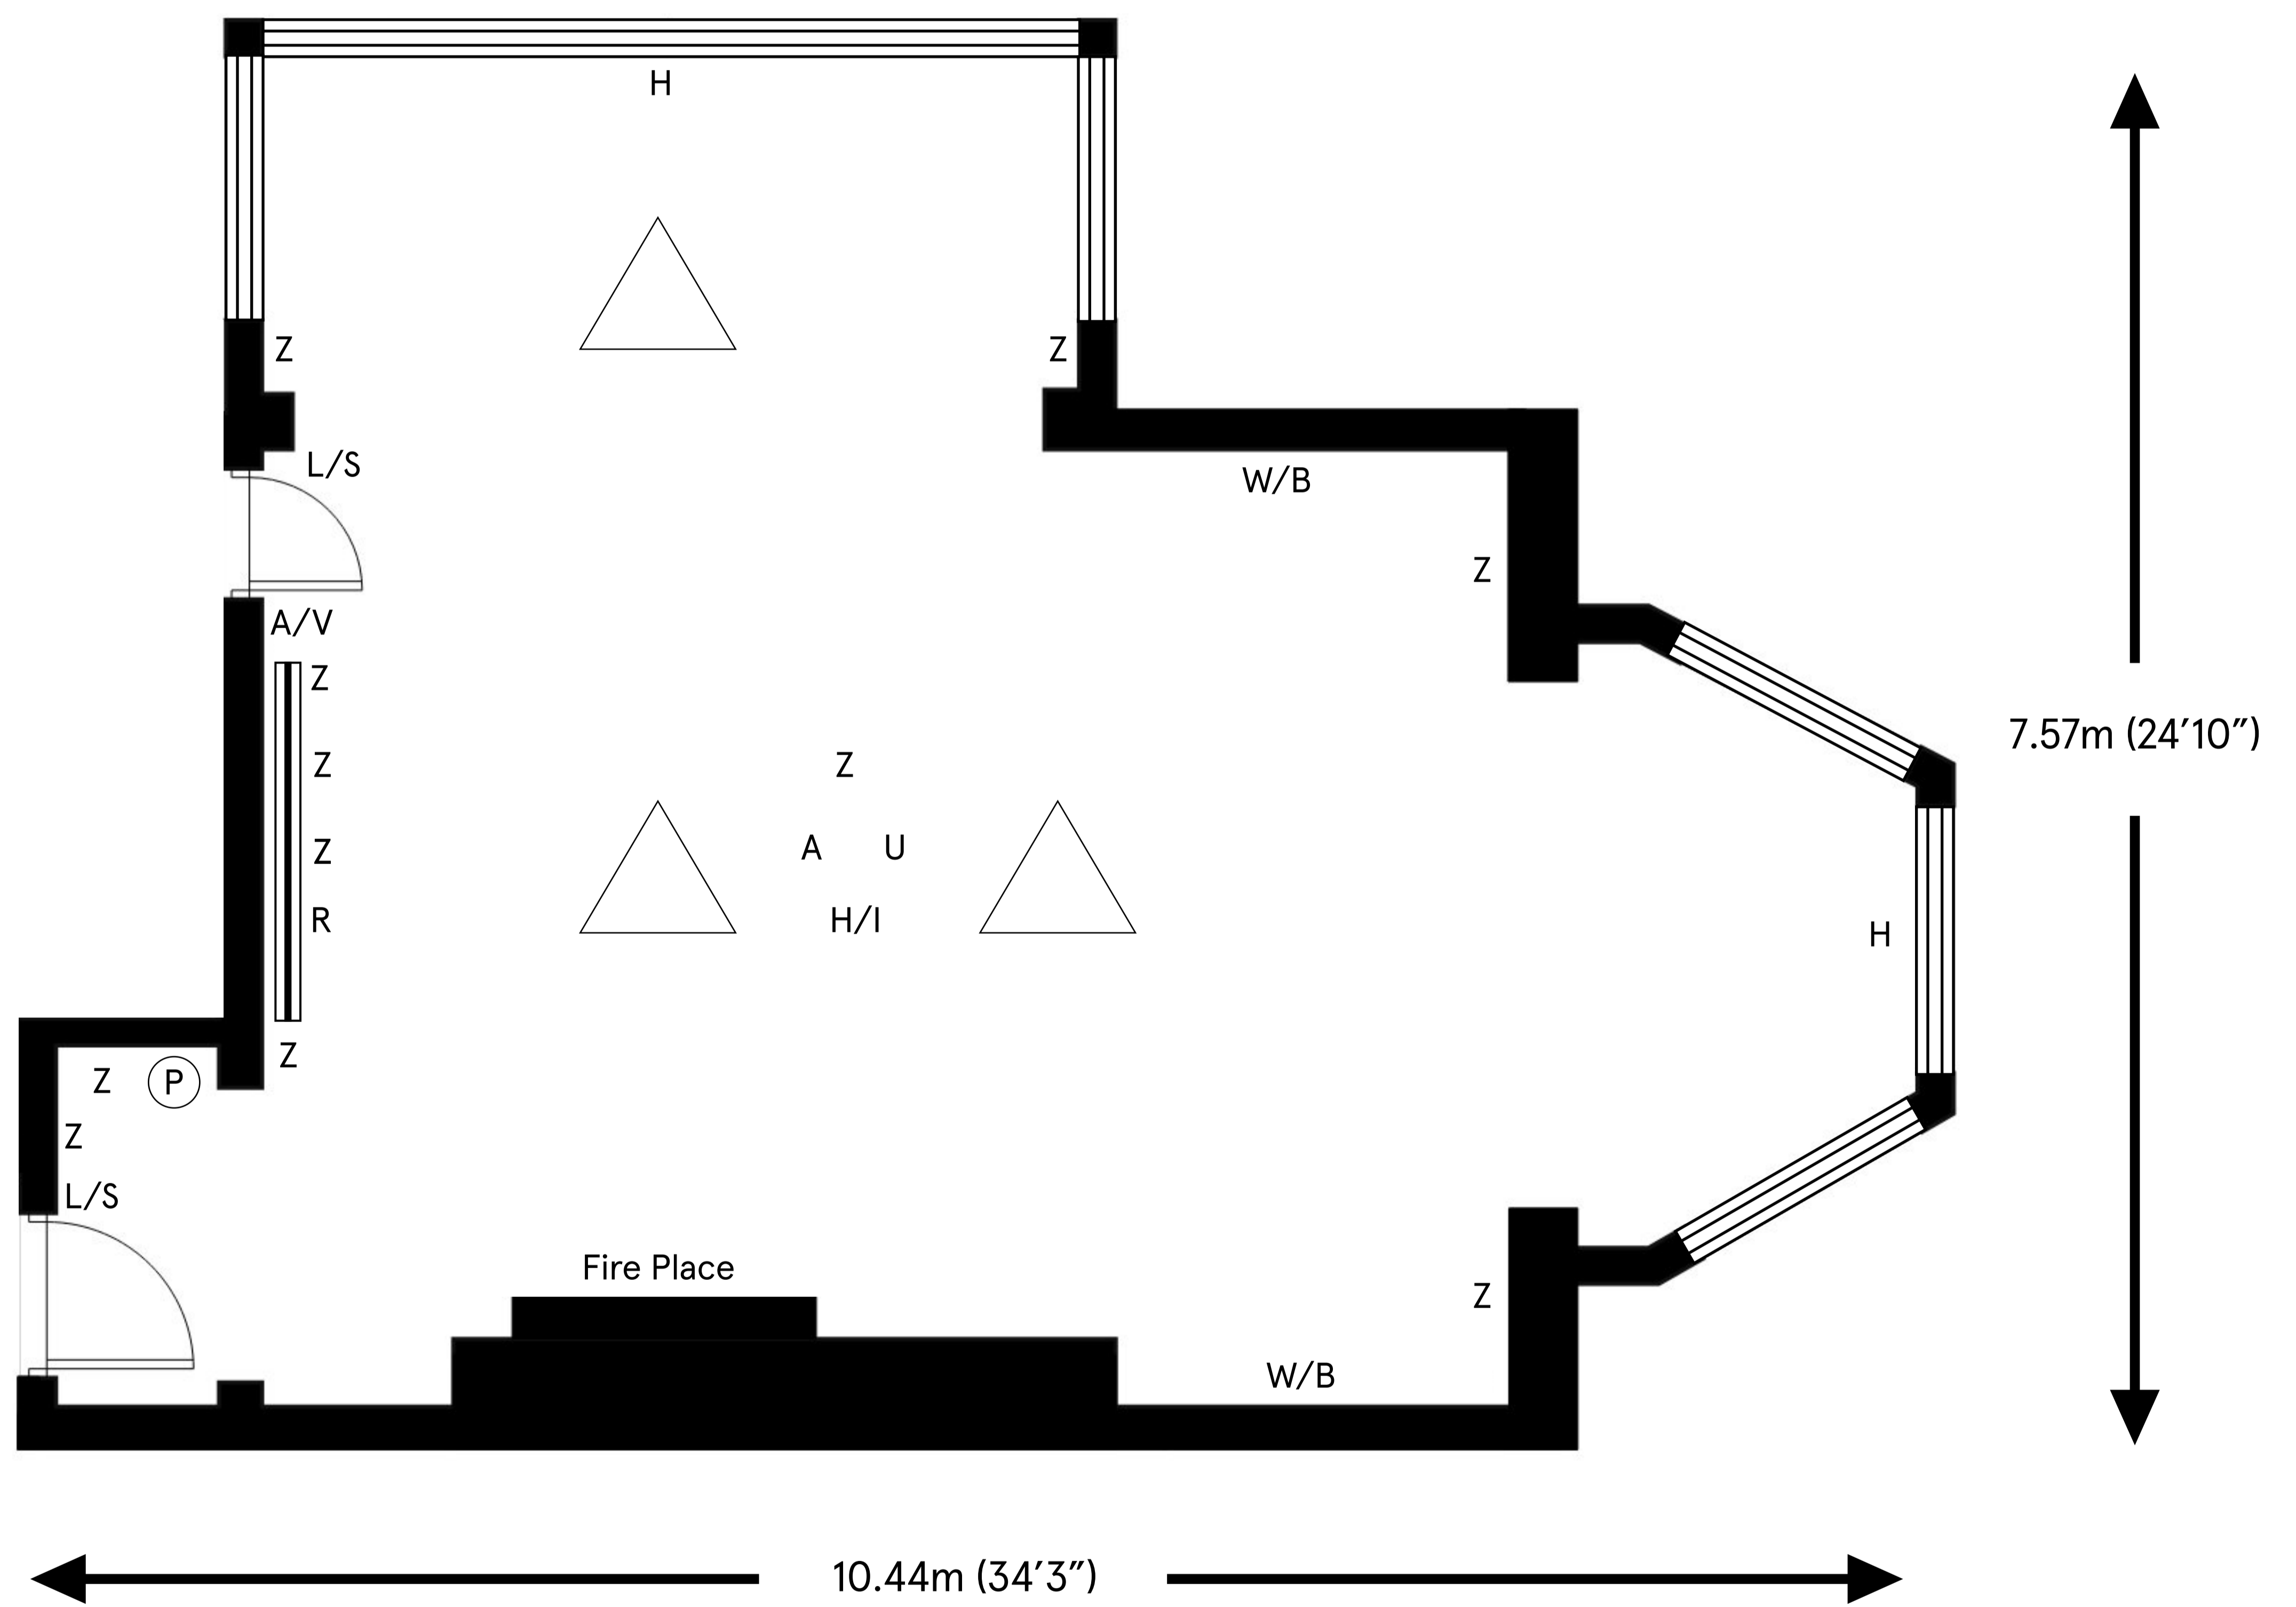 H
Z
Z
L/S
W/B
Z
A/V
Z
7.57m (24′10″)
Z
Z
A
U
Z
R
H/I
H
Z
Z
P
Z
L/S
Fire Place
Z
W/B
10.44m (34′3″)